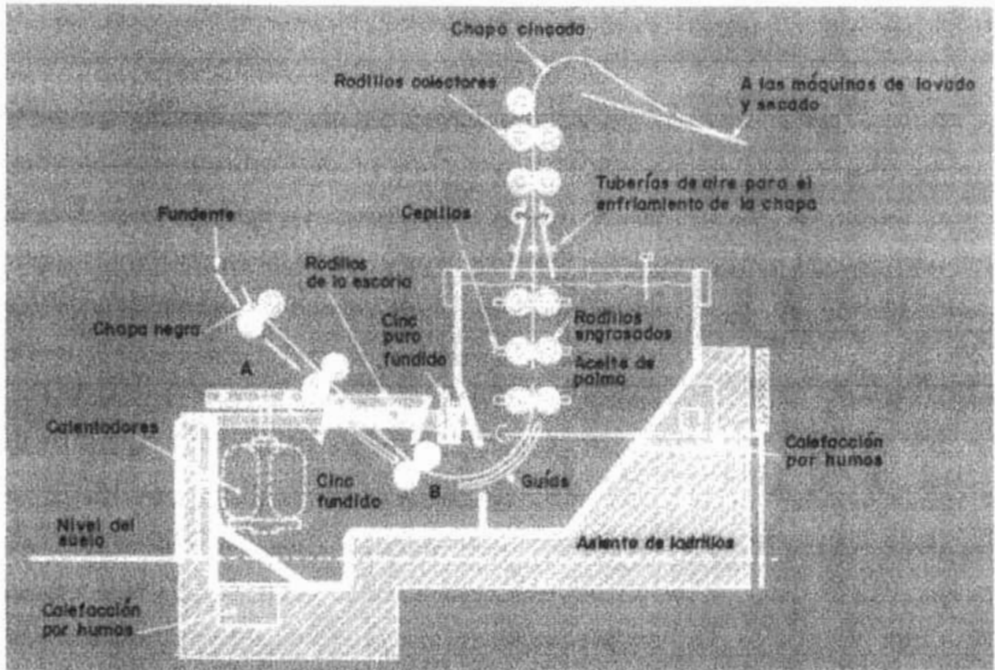 Chapa cincada
Rodillos colectores
A las máquinas de lavado
y secado
Tuberías de aire para el
enfriamiento de la chapa
Fundente
Cepillos
Rodillos
de la escoria
Chapa negra
Cinc
puro
fundido
Rodillos
engrasados
Aceite de
palma
A
Calentadores
Cinc
fundido
B
Guías
Calefacción
por humos
Nivel del
suelo
Asiente de ladrillos
Calefacción
por humos